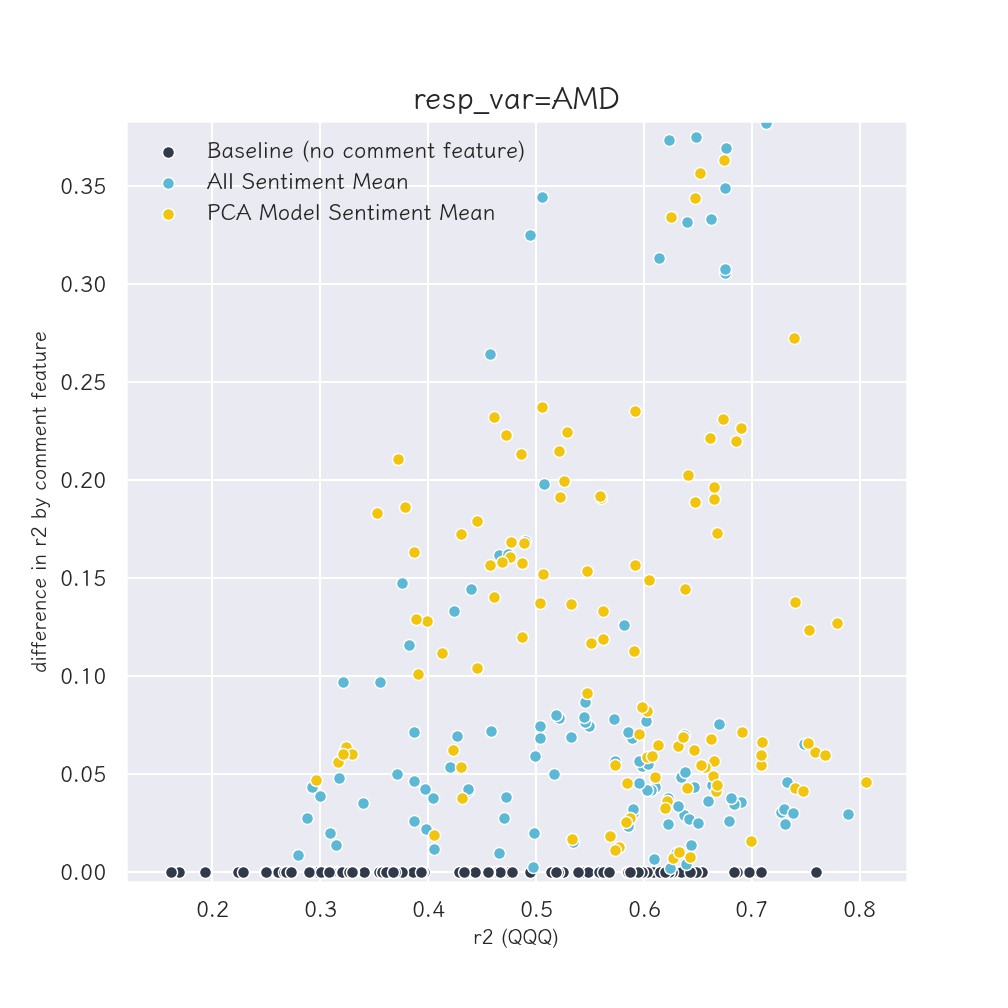 resp_var=AMD
Baseline (no comment feature)
All Sentiment Mean
PCA Model Sentiment Mean
difference in r2 by comment feature
0.35
0.30
0.25
0.20
0.15
0.10
0.05
0.00
0.2 0.3 0.4 0.5 0.6 0.7 0.8
r2 (QQQ)